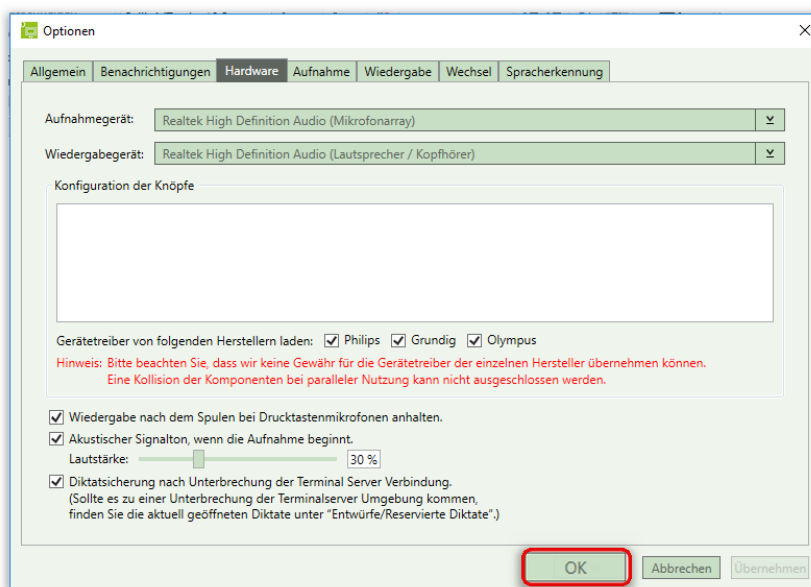 Optionen
Allgemein Benachrichtigungen Hardware Aufnahme Wiedergabe Wechsel Spracherkennung
Aufnahmegerät: Realtek High Definition Audio (Mikrofonarray)
Wiedergabegerät: Realtek High Definition Audio (Lautsprecher / Kopfhörer)
Konfiguration der Knöpfe
Gerätetreiber von folgenden Herstellern laden: Philips Grundig Olympus
Hinweis: Bitte beachten Sie, dass wir keine Gewähr für die Gerätetreiber der einzelnen Hersteller übernehmen können.
Eine Kollision der Komponenten bei paralleler Nutzung kann nicht ausgeschlossen werden.
Wiedergabe nach dem Spulen bei Drucktastenmikrofonen anhalten.
Akustischer Signalton, wenn die Aufnahme beginnt.
Lautstärke: 30 %
Diktatsicherung nach Unterbrechung der Terminal Server Verbindung.
(Sollte es zu einer Unterbrechung der Terminalserver Umgebung kommen,
finden Sie die aktuell geöffneten Diktate unter "Entwürfe/Reservierte Diktate".)
OK Abbrechen Übernehmen